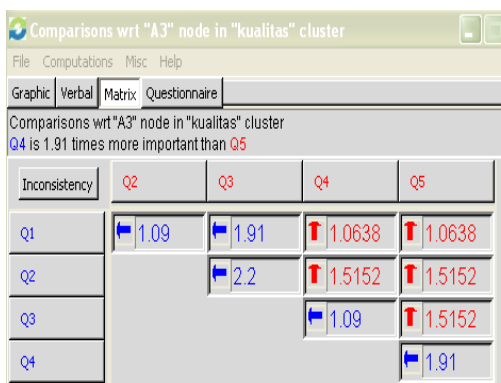 Comparisons wrt "A3" node in "kualitas" cluster
File Computations Misc Help
Graphic Verbal Matrix Questionnaire
Comparisons wrt "A3" node in "kualitas" cluster
Q4 is 1.91 times more important than Q5
Inconsistency Q2 Q3 Q4 Q5
Q1 1.09 1.91 1.0638 1.0638
Q2 2.2 1.5152 1.5152
Q3 1.09 1.5152
Q4 1.91